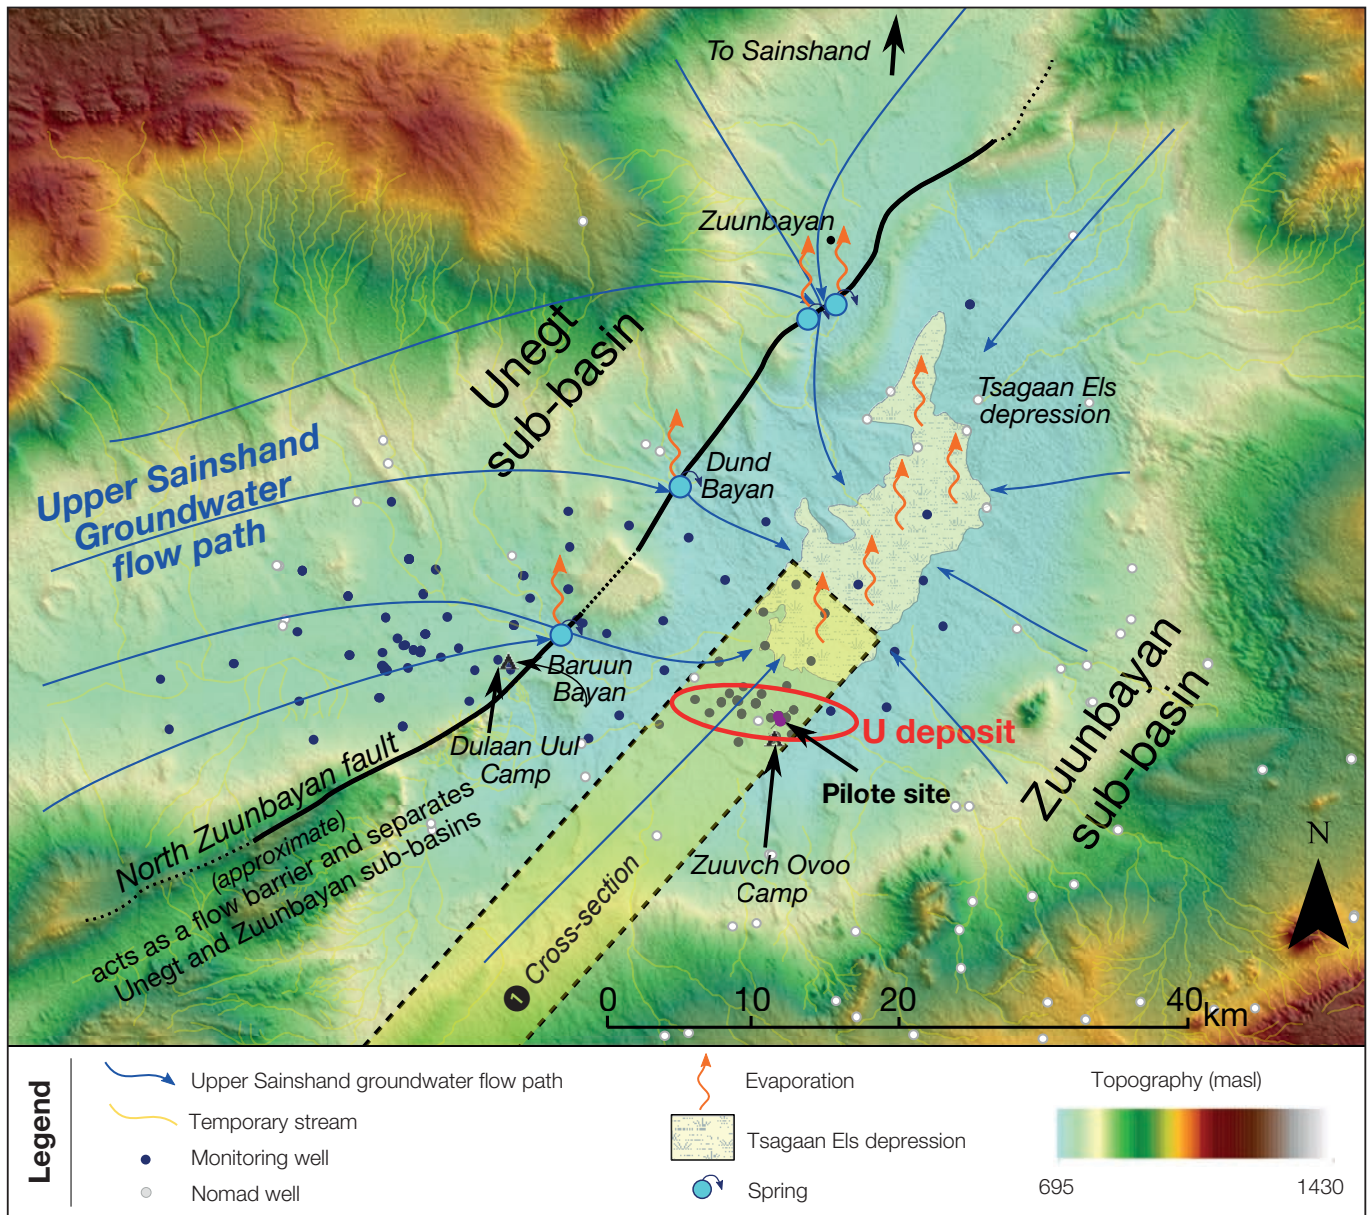 To Sainshand
Zuunbayan
Unegt
sub-basin
Tsagaan Els
depression
Upper Sainshand
Groundwater
flow path
Dund
Bayan
Baruun
Bayan
Dulaan Uul
Camp
U deposit
Pilote site
Zuunbayan
sub-basin
North Zuunbayan fault
(approximate)
acts as a flow barrier and separates
Unegt and Zuunbayan sub-basins
Zuuvch Ovoo
Camp
1 Cross-section
N
0 10 20 40 km
Legend
Upper Sainshand groundwater flow path
Temporary stream
Monitoring well
Nomad well
Evaporation
Tsagaan Els depression
Spring
Topography (masl)
695 1430